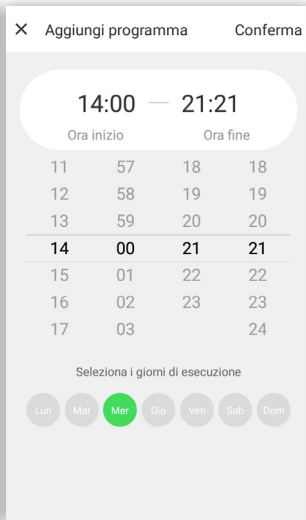 ✕ Aggiungi programma Conferma
14:00 — 21:21
Ora inizio Ora fine
11 57 18 18
12 58 19 19
13 59 20 20
14 00 21 21
15 01 22 22
16 02 23 23
17 03 24
Seleziona i giorni di esecuzione
Lun Mar Mer Gio Ven Sab Dom